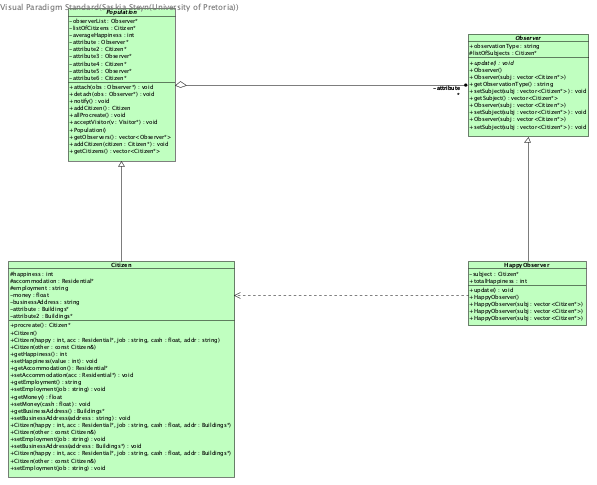 Visual Paradigm Standard(Saskia Steyn(University of Pretoria))
Population
-observerList : Observer*
-listOfCitizens : Citizen*
-averageHappiness : int
-attribute : Observer*
-attribute2 : Citizen*
-attribute3 : Observer*
-attribute4 : Citizen*
-attribute5 : Observer*
-attribute6 : Citizen*
+attach(obs : Observer*) : void
+detach(obs : Observer*) : void
+notify() : void
+addCitizen() : Citizen
+allProcreate() : void
+acceptVisitor(v : Visitor*) : void
+Population()
+getObservers() : vector<Observer*>
+addCitizen(citizen : Citizen*) : void
+getCitizens() : vector<Citizen*>
Observer
+observationType : string
#listOfSubjects : Citizen*
+update() : void
+Observer()
+Observer(subj : vector<Citizen*>)
+getObservationType() : string
+setSubject(subj : vector<Citizen*>) : void
+getSubject() : vector<Citizen*>
+Observer(subj : vector<Citizen*>)
+setSubject(subj : vector<Citizen*>) : void
+Observer(subj : vector<Citizen*>)
+setSubject(subj : vector<Citizen*>) : void
-attribute
*
Citizen
#happiness : int
#accommodation : Residential*
#employment : string
-money : float
-businessAddress : string
-attribute : Buildings*
-attribute2 : Buildings*
+procreate() : Citizen*
+Citizen()
+Citizen(happy : int, acc : Residential*, job : string, cash : float, addr : string)
+Citizen(other : const Citizen&)
+getHappiness() : int
+setHappiness(value : int) : void
+getAccommodation() : Residential*
+setAccommodation(acc : Residential*) : void
+getEmployment() : string
+setEmployment(job : string) : void
+getMoney() : float
+setMoney(cash : float) : void
+getBusinessAddress() : Buildings*
+setBusinessAddress(address : string) : void
+Citizen(happy : int, acc : Residential*, job : string, cash : float, addr : Buildings*)
+Citizen(other : const Citizen&)
+setEmployment(job : string) : void
+setBusinessAddress(address : Buildings*) : void
+Citizen(happy : int, acc : Residential*, job : string, cash : float, addr : Buildings*)
+Citizen(other : const Citizen&)
+setEmployment(job : string) : void
HappyObserver
-subject : Citizen*
+totalHappiness : int
+update() : void
+HappyObserver()
+HappyObserver(subj : vector<Citizen*>)
+HappyObserver(subj : vector<Citizen*>)
+HappyObserver(subj : vector<Citizen*>)